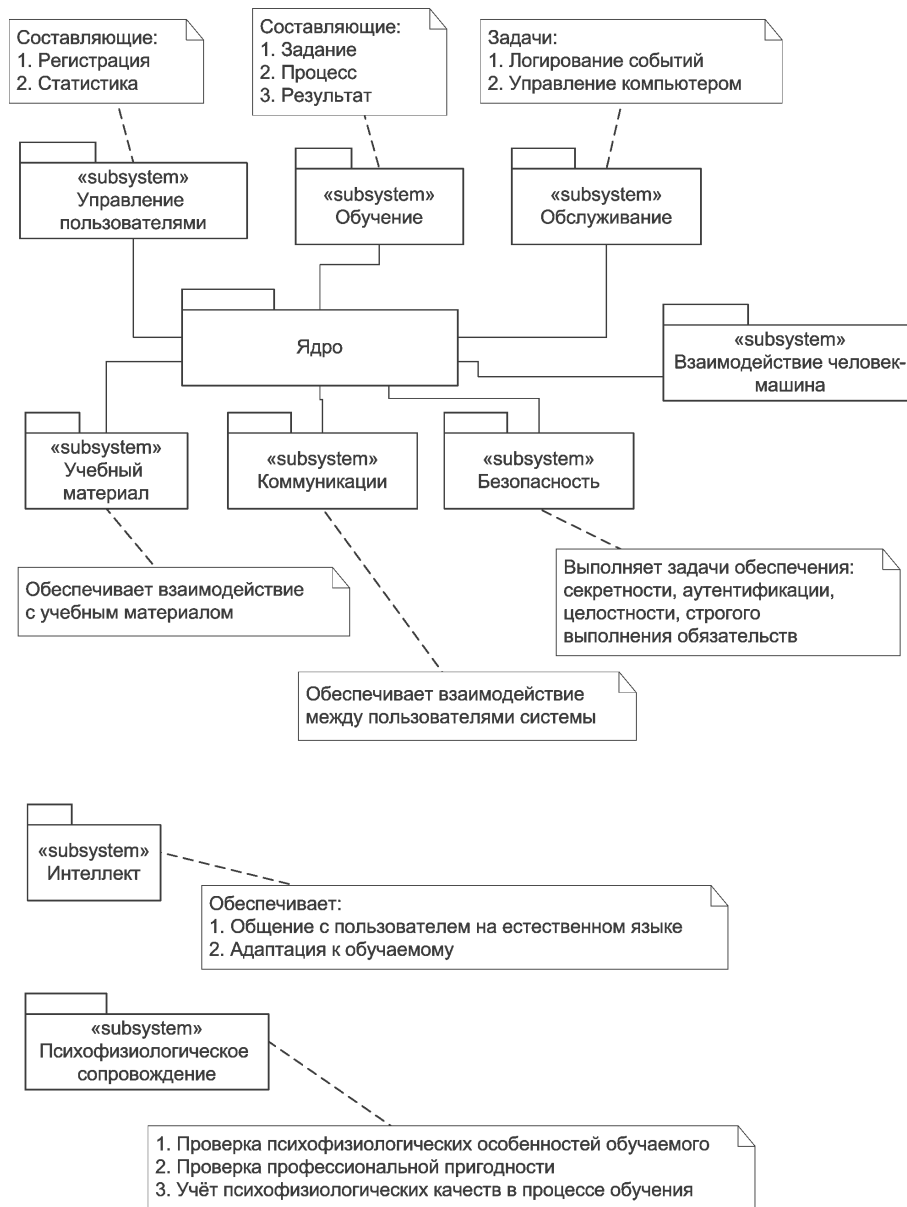 Составляющие:
1. Регистрация
2. Статистика
Составляющие:
1. Задание
2. Процесс
3. Результат
Задачи:
1. Логирование событий
2. Управление компьютером
«subsystem»
Управление
пользователями
«subsystem»
Обучение
«subsystem»
Обслуживание
Ядро
«subsystem»
Взаимодействие человек-
машина
«subsystem»
Учебный
материал
«subsystem»
Коммуникации
«subsystem»
Безопасность
Обеспечивает взаимодействие
с учебным материалом
Выполняет задачи обеспечения:
секретности, аутентификации,
целостности, строгого
выполнения обязательств
Обеспечивает взаимодействие
между пользователями системы
«subsystem»
Интеллект
Обеспечивает:
1. Общение с пользователем на естественном языке
2. Адаптация к обучаемому
«subsystem»
Психофизиологическое
сопровождение
1. Проверка психофизиологических особенностей обучаемого
2. Проверка профессиональной пригодности
3. Учёт психофизиологических качеств в процессе обучения